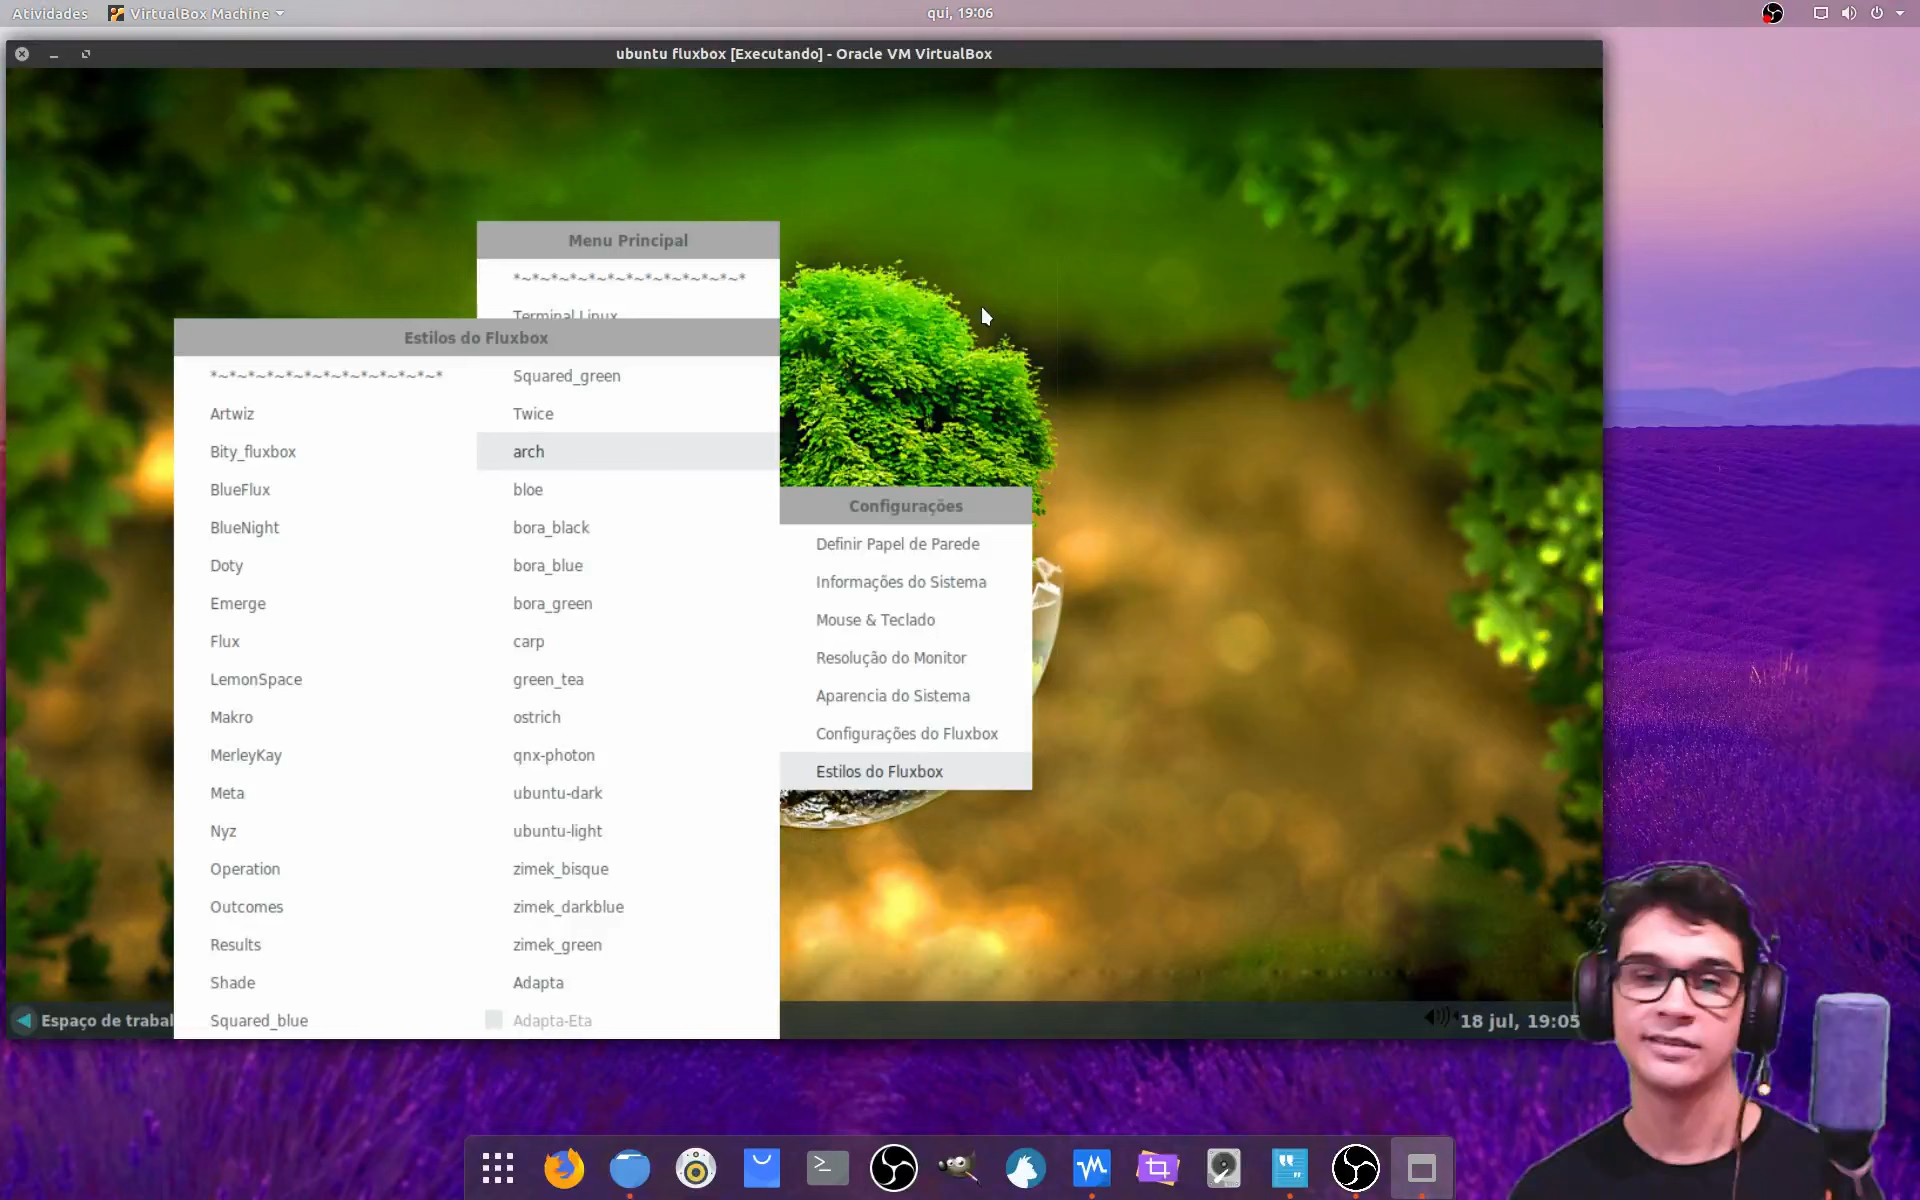 Atividades
VirtualBox Machine
qui, 19:06
ubuntu fluxbox [Executando] - Oracle VM VirtualBox
Menu Principal
*~*~*~*~*~*~*~*~*~*~*~*~*
Terminal Linux
Estilos do Fluxbox
*~*~*~*~*~*~*~*~*~*~*~*~*
Artwiz
Bity_fluxbox
BlueFlux
BlueNight
Doty
Emerge
Flux
LemonSpace
Makro
MerleyKay
Meta
Nyz
Operation
Outcomes
Results
Shade
Squared_blue
Squared_green
Twice
arch
bloe
bora_black
bora_blue
bora_green
carp
green_tea
ostrich
qnx-photon
ubuntu-dark
ubuntu-light
zimek_bisque
zimek_darkblue
zimek_green
Adapta
Adapta-Eta
Configurações
Definir Papel de Parede
Informações do Sistema
Mouse & Teclado
Resolução do Monitor
Aparencia do Sistema
Configurações do Fluxbox
Estilos do Fluxbox
Espaço de trabal
18 jul, 19:05